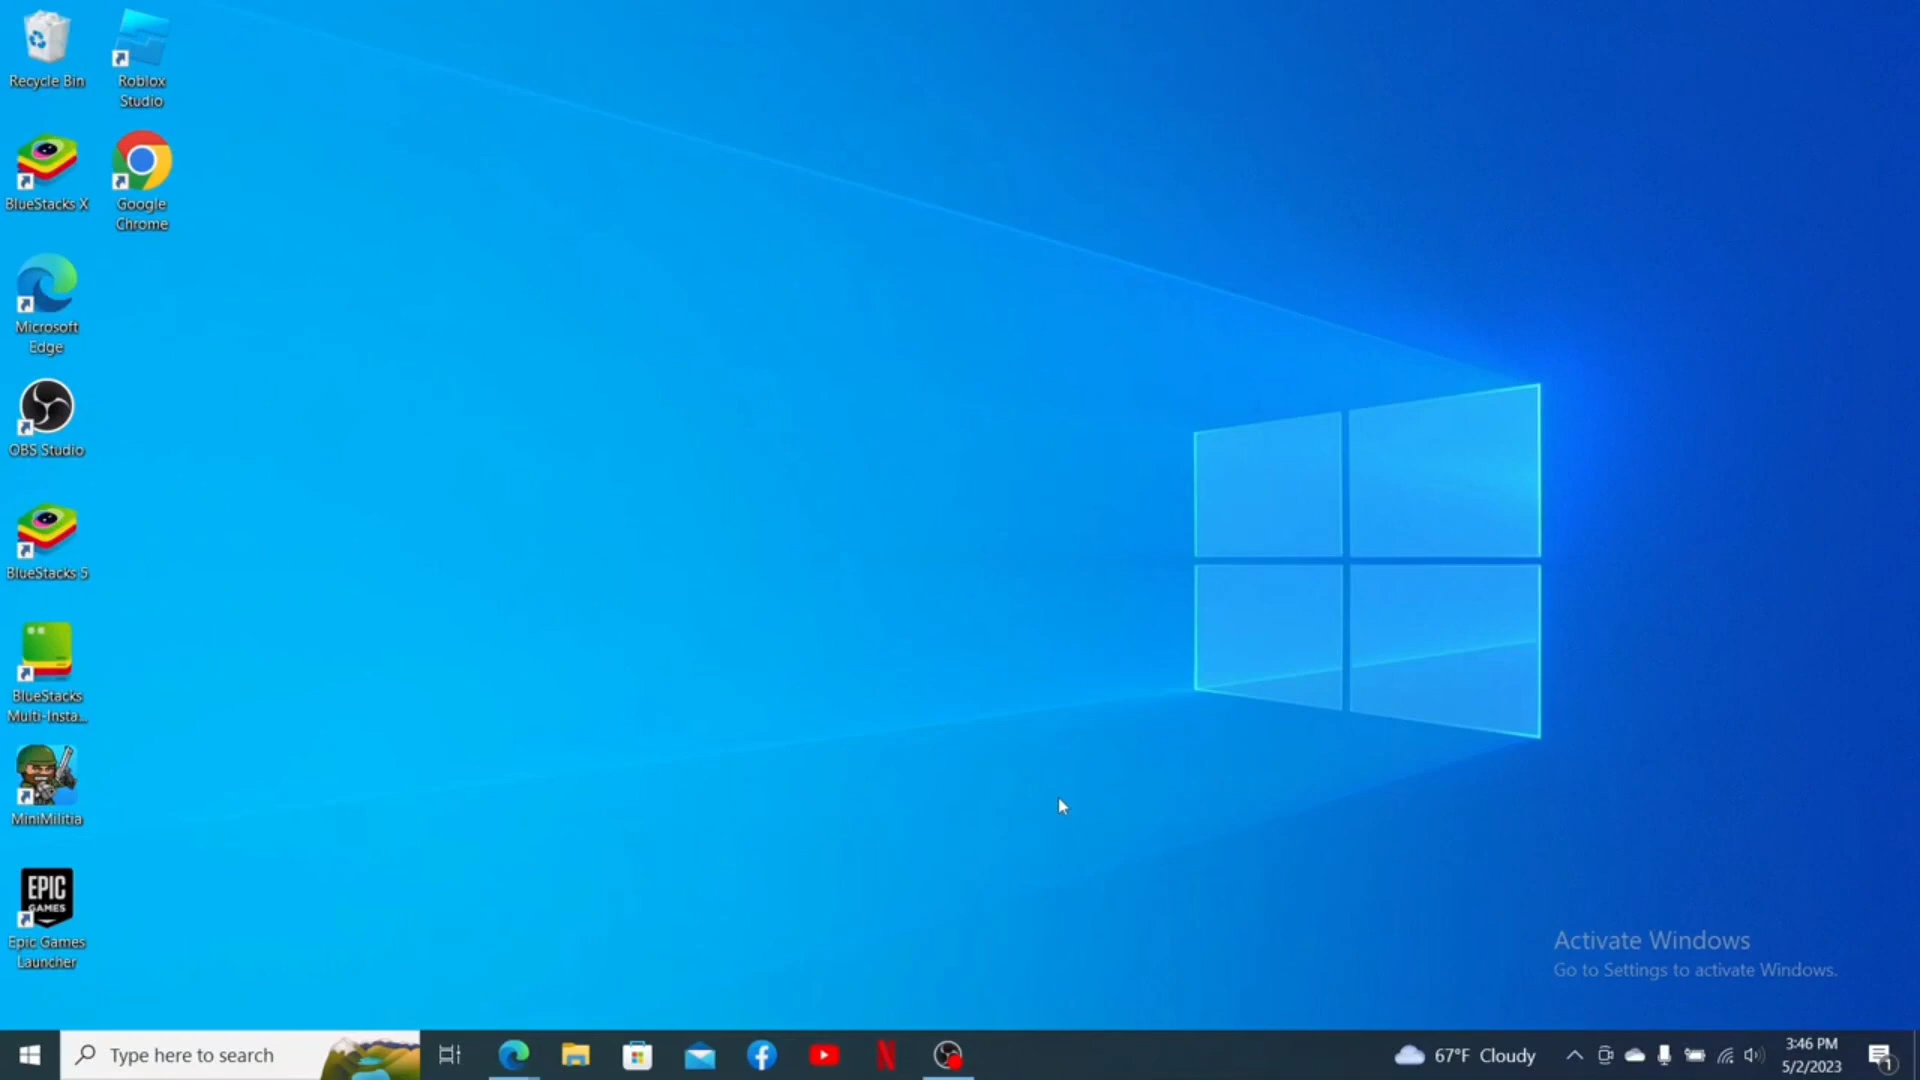 Recycle Bin
Roblox
Studio
BlueStacks X
Google
Chrome
Microsoft
Edge
OBS Studio
BlueStacks 5
BlueStacks
Multi-Insta...
MiniMilitia
EPIC
GAMES
Epic Games
Launcher
Activate Windows
Go to Settings to activate Windows.
Type here to search
67°F Cloudy
3:46 PM
5/2/2023
1